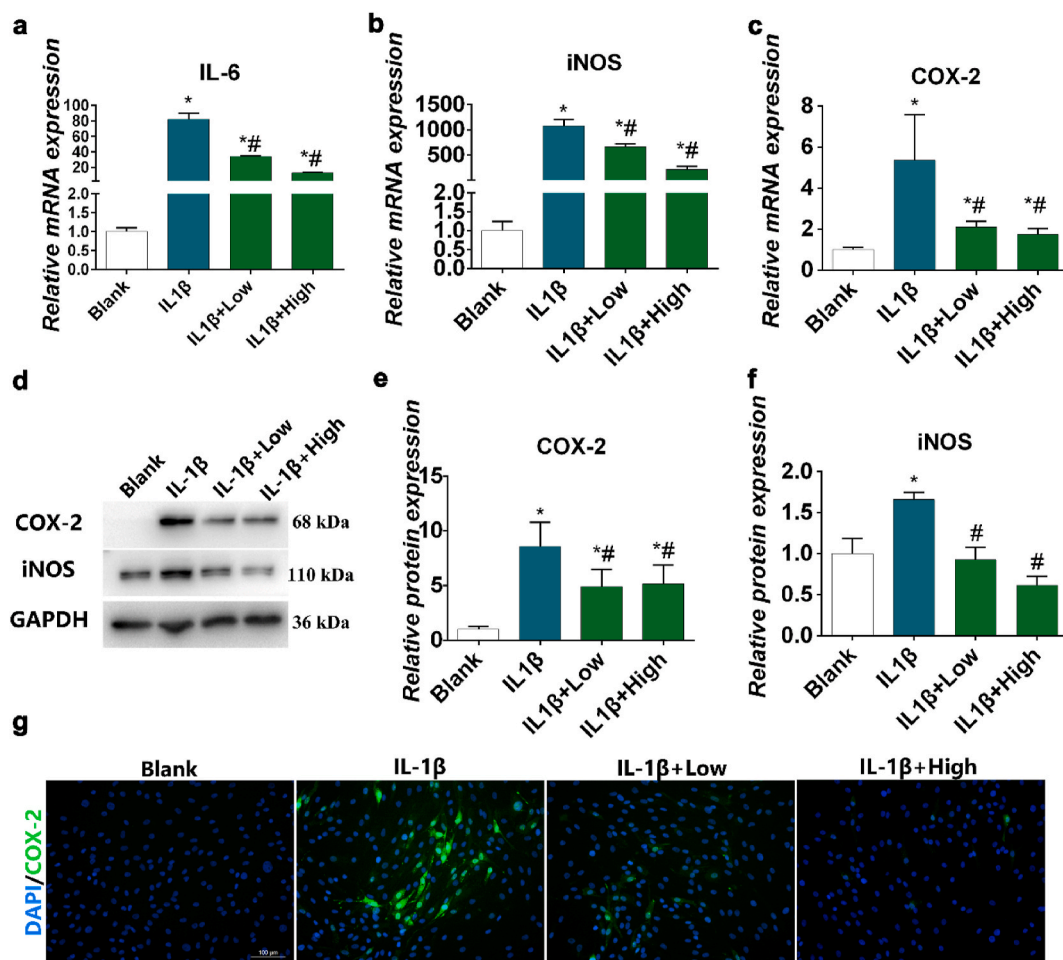 a
IL-6
Relative mRNA expression
100
80
60
40
20
2.0
1.5
1.0
0.5
0.0
*
*#
*#
Blank
IL1β
IL1β+Low
IL1β+High
b
iNOS
Relative mRNA expression
1500
1000
500
2.0
1.5
1.0
0.5
0.0
*
*#
*#
Blank
IL1β
IL1β+Low
IL1β+High
c
COX-2
Relative mRNA expression
8
6
4
2
0
*
*#
*#
Blank
IL1β
IL1β+Low
IL1β+High
d
Blank
IL-1β
IL-1β+Low
IL-1β+High
COX-2 68 kDa
iNOS 110 kDa
GAPDH 36 kDa
e
COX-2
Relative protein expression
15
10
5
0
*
*#
*#
Blank
IL1β
IL1β+Low
IL1β+High
f
iNOS
Relative protein expression
2.0
1.5
1.0
0.5
0.0
*
#
#
Blank
IL1β
IL1β+Low
IL1β+High
g
Blank IL-1β IL-1β+Low IL-1β+High
DAPI/COX-2
100 μm